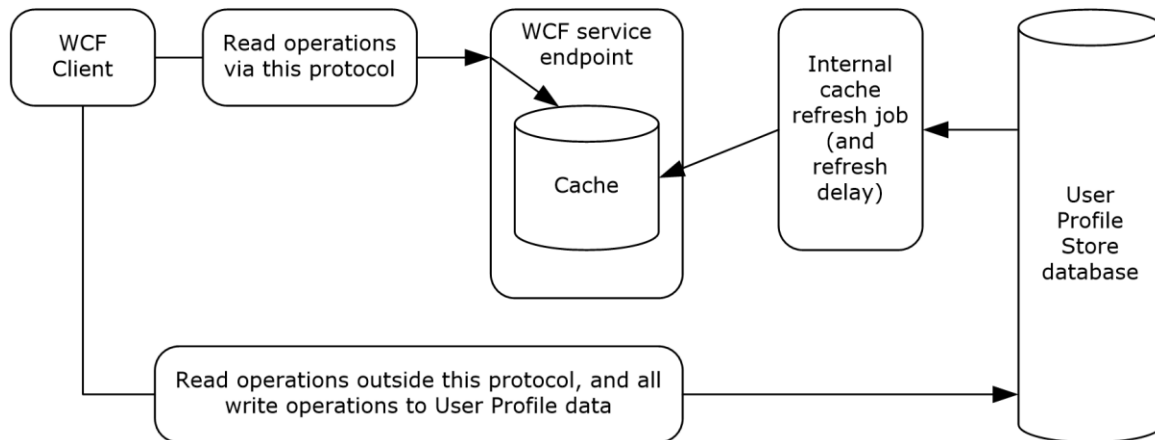 WCF
Client
Read operations
via this protocol
WCF service
endpoint
Cache
Internal
cache
refresh job
(and
refresh
delay)
User
Profile
Store
database
Read operations outside this protocol, and all
write operations to User Profile data